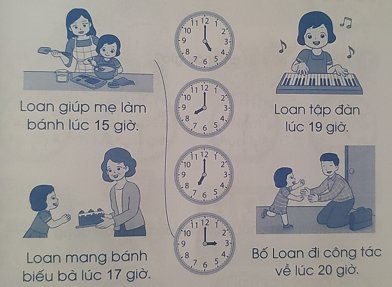 Loan giúp mẹ làm
bánh lúc 15 giờ.
Loan tập đàn
lúc 19 giờ.
Loan mang bánh
biếu bà lúc 17 giờ.
Bố Loan đi công tác
về lúc 20 giờ.